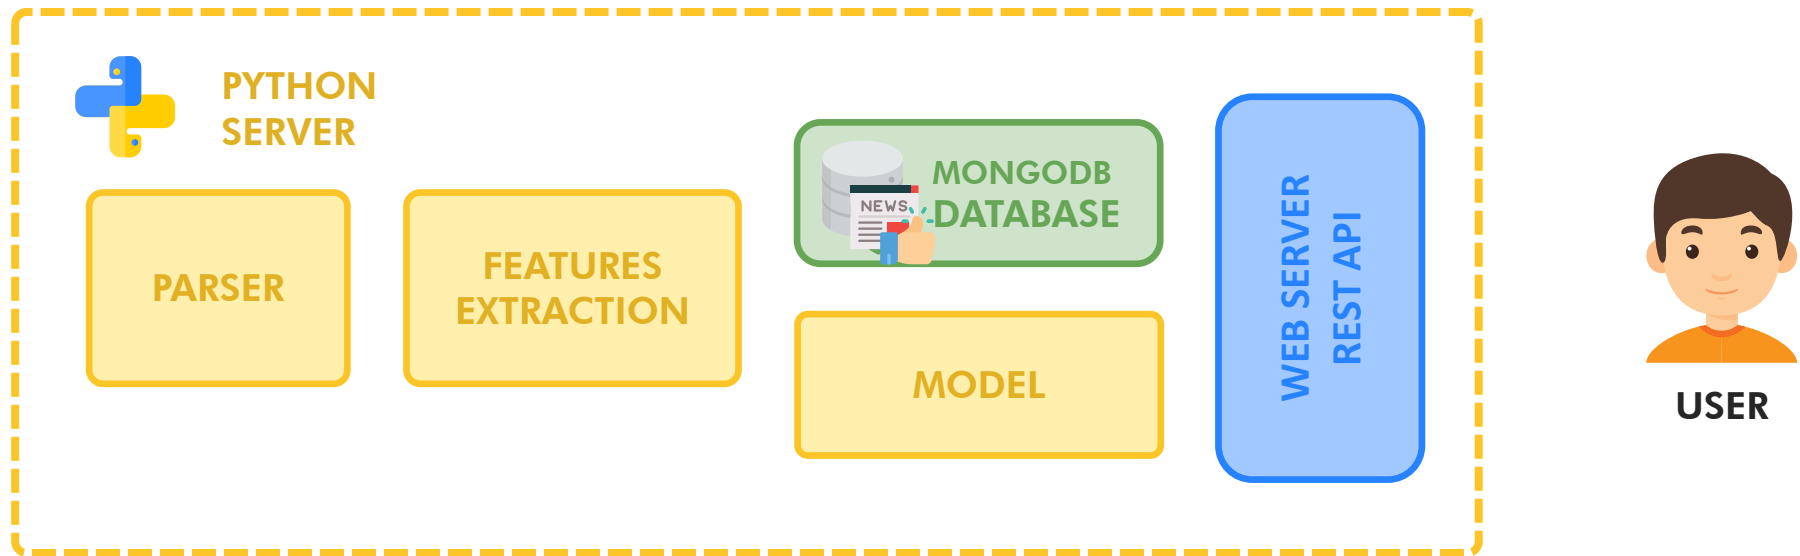 PYTHON
SERVER
PARSER
FEATURES
EXTRACTION
MONGODB
DATABASE
NEWS
MODEL
WEB SERVER
REST API
USER